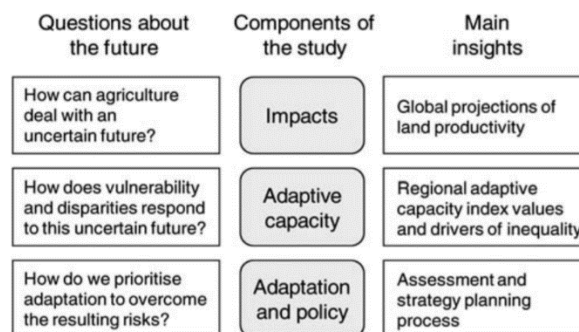 Questions about
the future
Components of
the study
Main
insights
How can agriculture
deal with an
uncertain future?
Impacts
Global projections of
land productivity
How does vulnerability
and disparities respond
to this uncertain future?
Adaptive
capacity
Regional adaptive
capacity index values
and drivers of inequality
How do we prioritise
adaptation to overcome
the resulting risks?
Adaptation
and policy
Assessment and
strategy planning
process